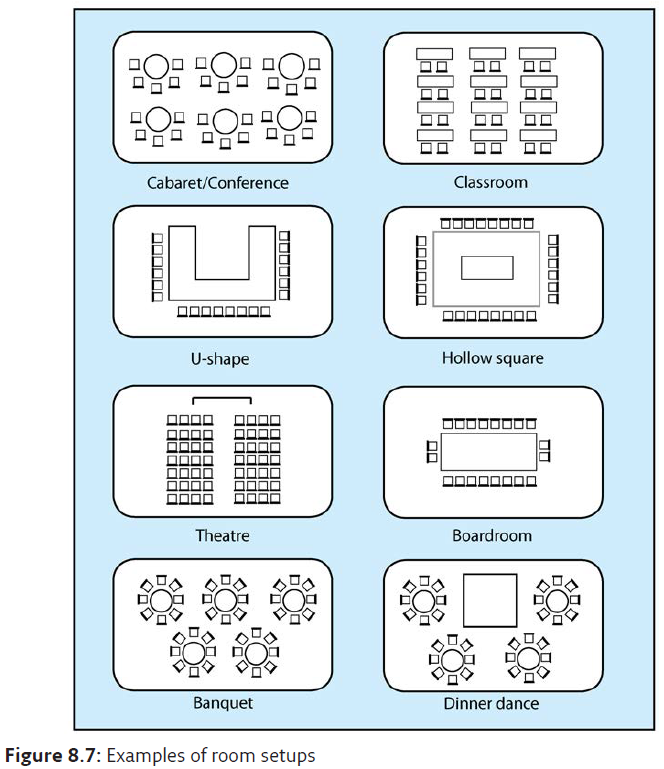 Cabaret/Conference
Classroom
U-shape
Hollow square
Theatre
Boardroom
Banquet
Dinner dance
Figure 8.7: Examples of room setups